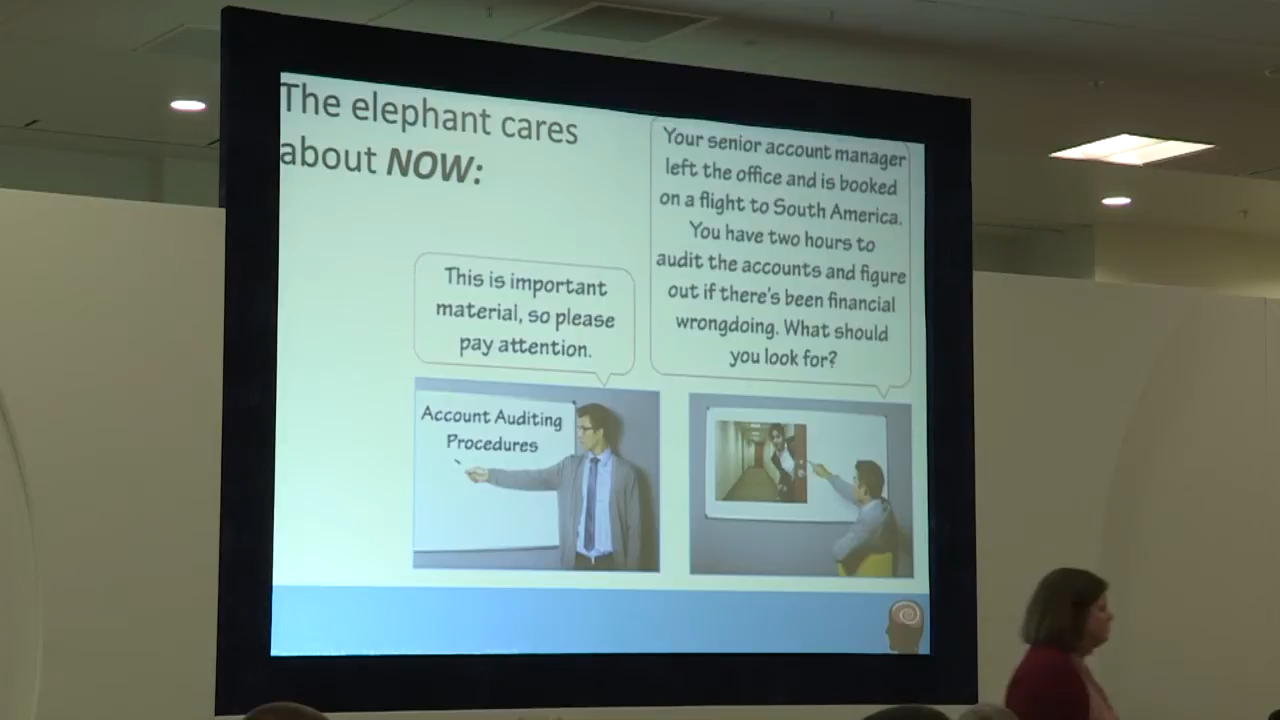 The elephant cares
about NOW:
This is important
material, so please
pay attention.
Your senior account manager
left the office and is booked
on a flight to South America.
You have two hours to
audit the accounts and figure
out if there's been financial
wrongdoing. What should
you look for?
Account Auditing
Procedures